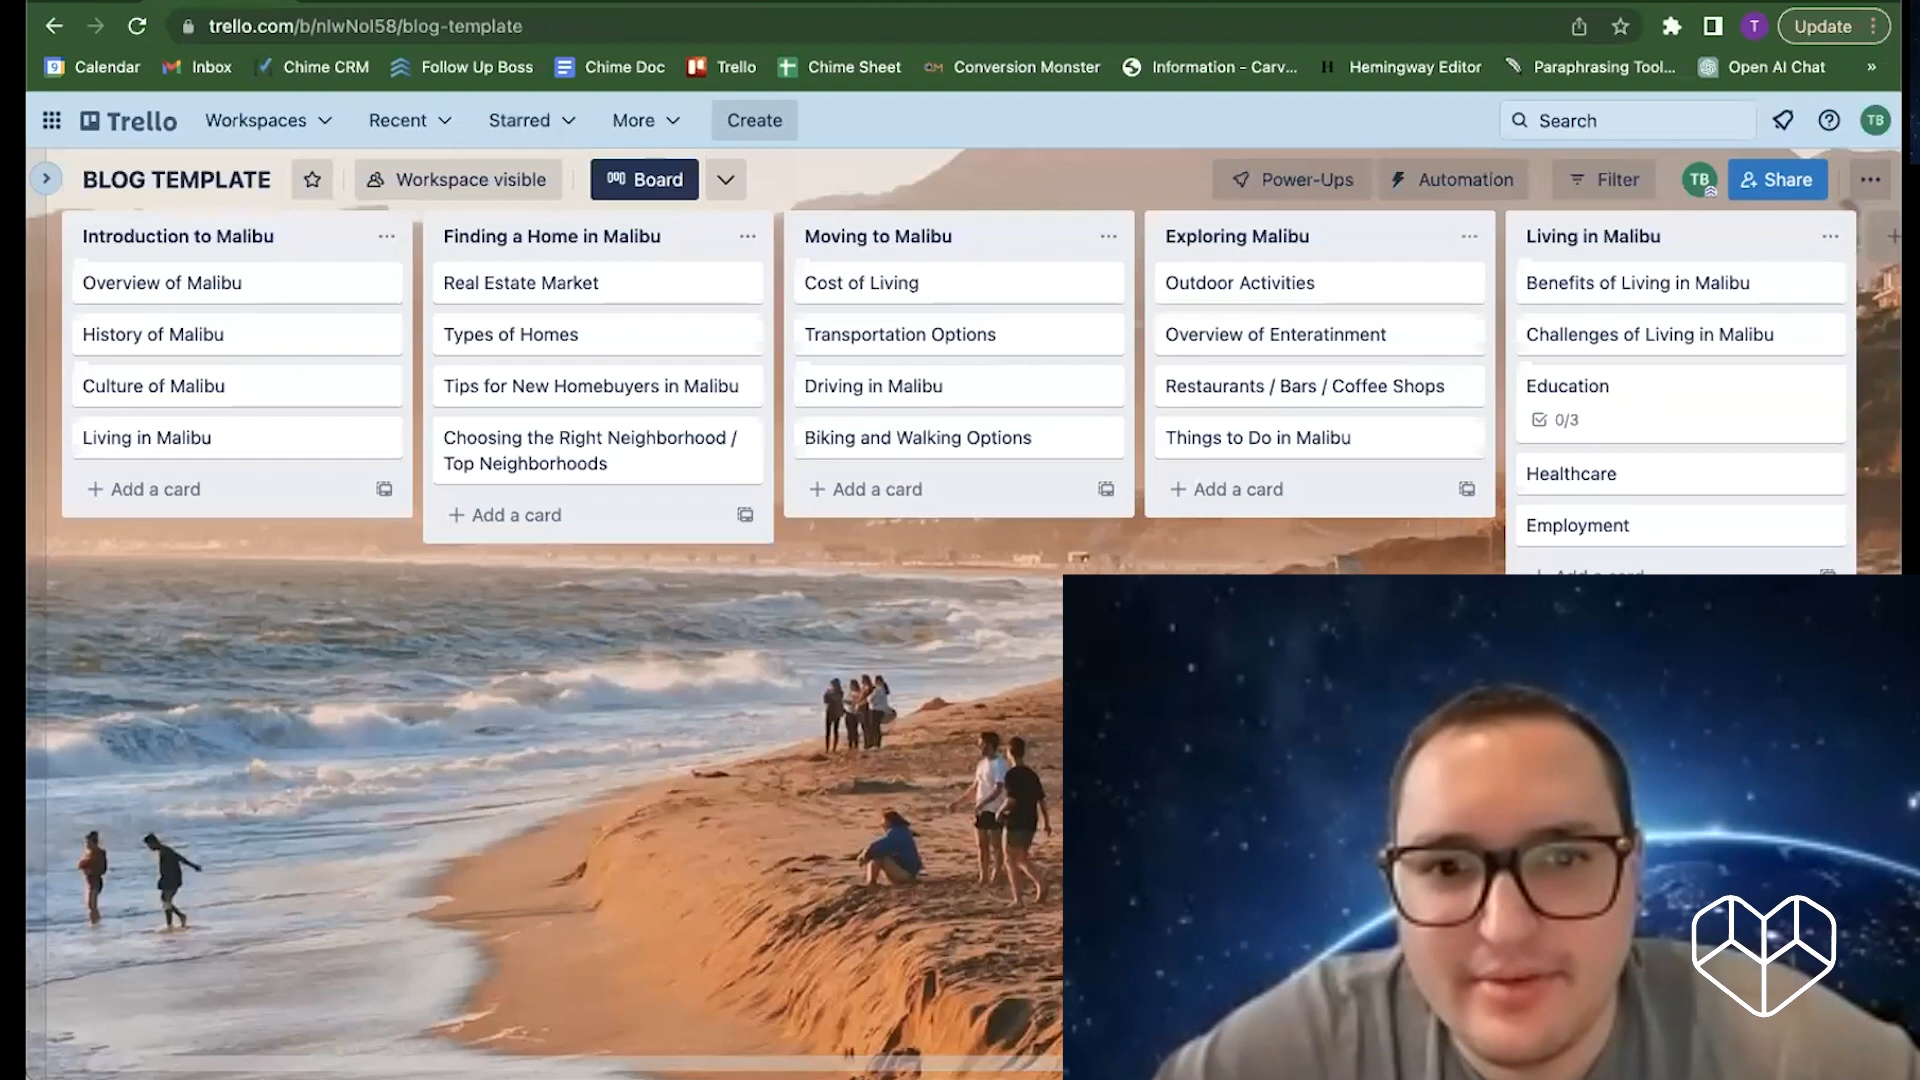 trello.com/b/nlwNol58/blog-template
T
Update
9 Calendar Inbox Chime CRM Follow Up Boss Chime Doc Trello Chime Sheet CM Conversion Monster Information - Carv... H Hemingway Editor Paraphrasing Tool... Open AI Chat »
Trello Workspaces Recent Starred More Create Search TB
BLOG TEMPLATE Workspace visible Board Power-Ups Automation Filter TB Share
Introduction to Malibu
Overview of Malibu
History of Malibu
Culture of Malibu
Living in Malibu
+ Add a card
Finding a Home in Malibu
Real Estate Market
Types of Homes
Tips for New Homebuyers in Malibu
Choosing the Right Neighborhood /
Top Neighborhoods
+ Add a card
Moving to Malibu
Cost of Living
Transportation Options
Driving in Malibu
Biking and Walking Options
+ Add a card
Exploring Malibu
Outdoor Activities
Overview of Enteratinment
Restaurants / Bars / Coffee Shops
Things to Do in Malibu
+ Add a card
Living in Malibu
Benefits of Living in Malibu
Challenges of Living in Malibu
Education
0/3
Healthcare
Employment